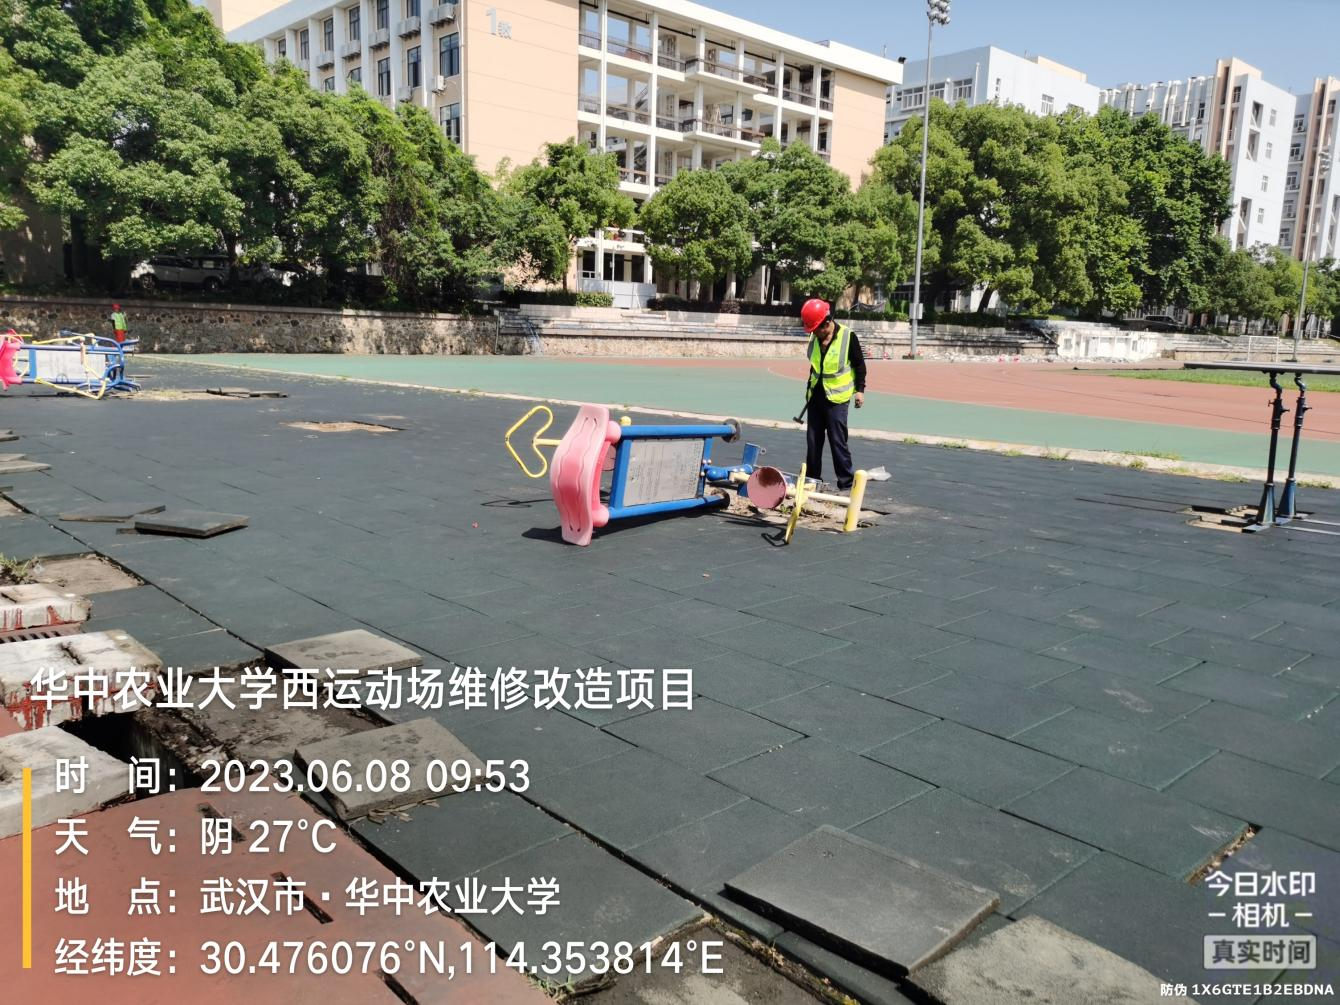 1教
华中农业大学西运动场维修改造项目
时 间：2023.06.08 09:53
天 气：阴 27°C
地 点：武汉市·华中农业大学
经纬度：30.476076°N,114.353814°E
今日水印
-相机-
真实时间
防伪 1X6GTE1B2EBDNA